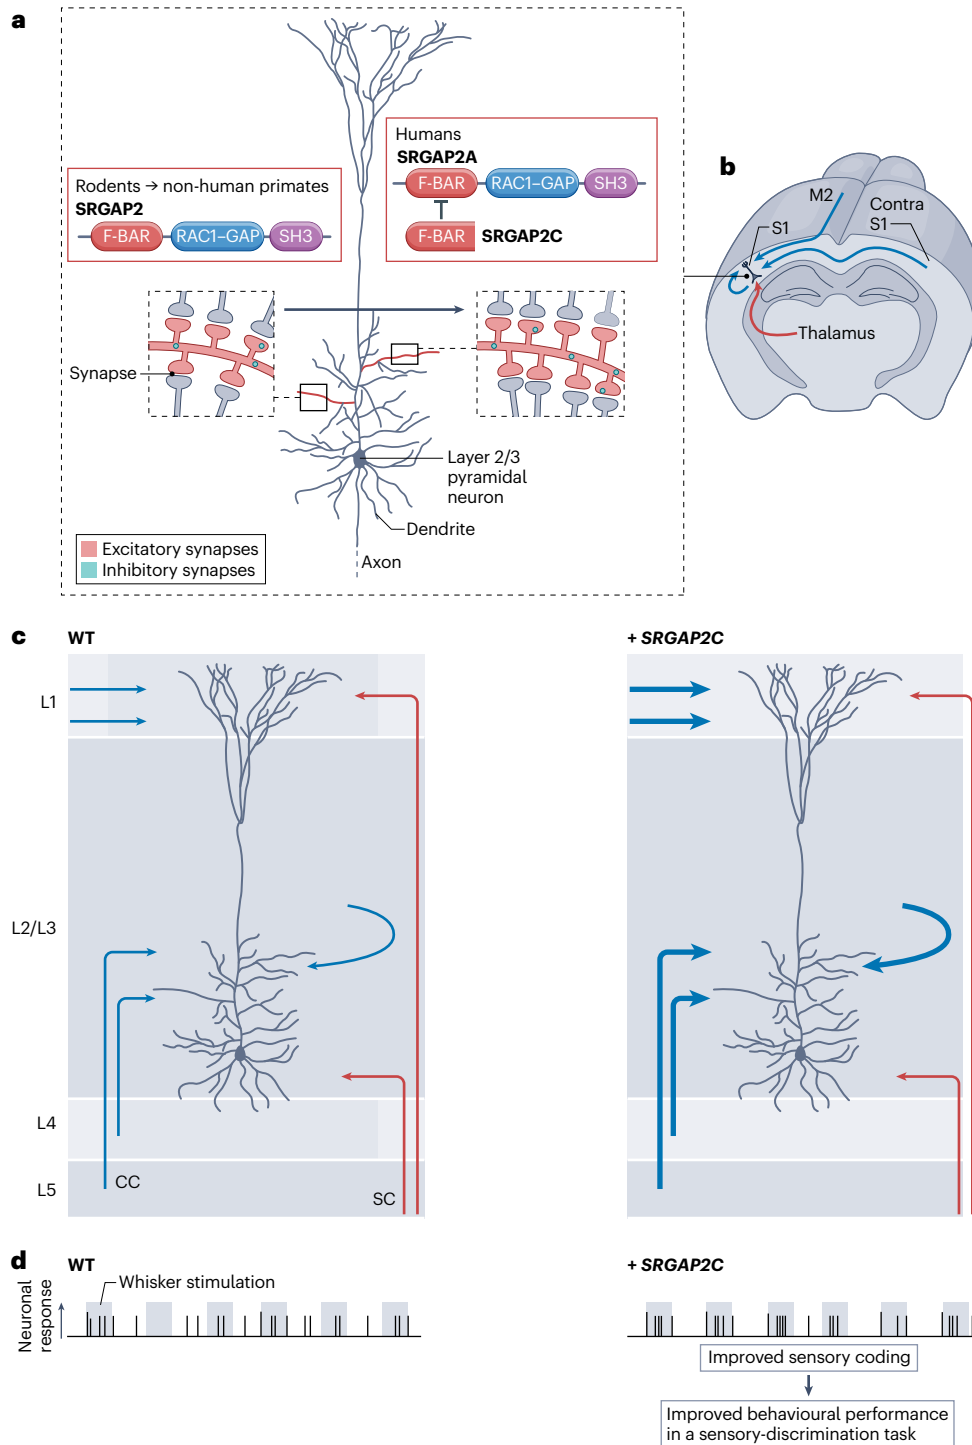 a
Humans
SRGAP2A
F-BAR
RAC1–GAP
SH3
F-BAR
SRGAP2C
Rodents → non-human primates
SRGAP2
F-BAR
RAC1–GAP
SH3
Synapse
Layer 2/3
pyramidal
neuron
Dendrite
Axon
Excitatory synapses
Inhibitory synapses
b
M2
S1
Contra
S1
Thalamus
c
WT
+ SRGAP2C
L1
L2/L3
L4
L5
CC
SC
d
WT
+ SRGAP2C
Neuronal
response
Whisker stimulation
Improved sensory coding
Improved behavioural performance
in a sensory-discrimination task